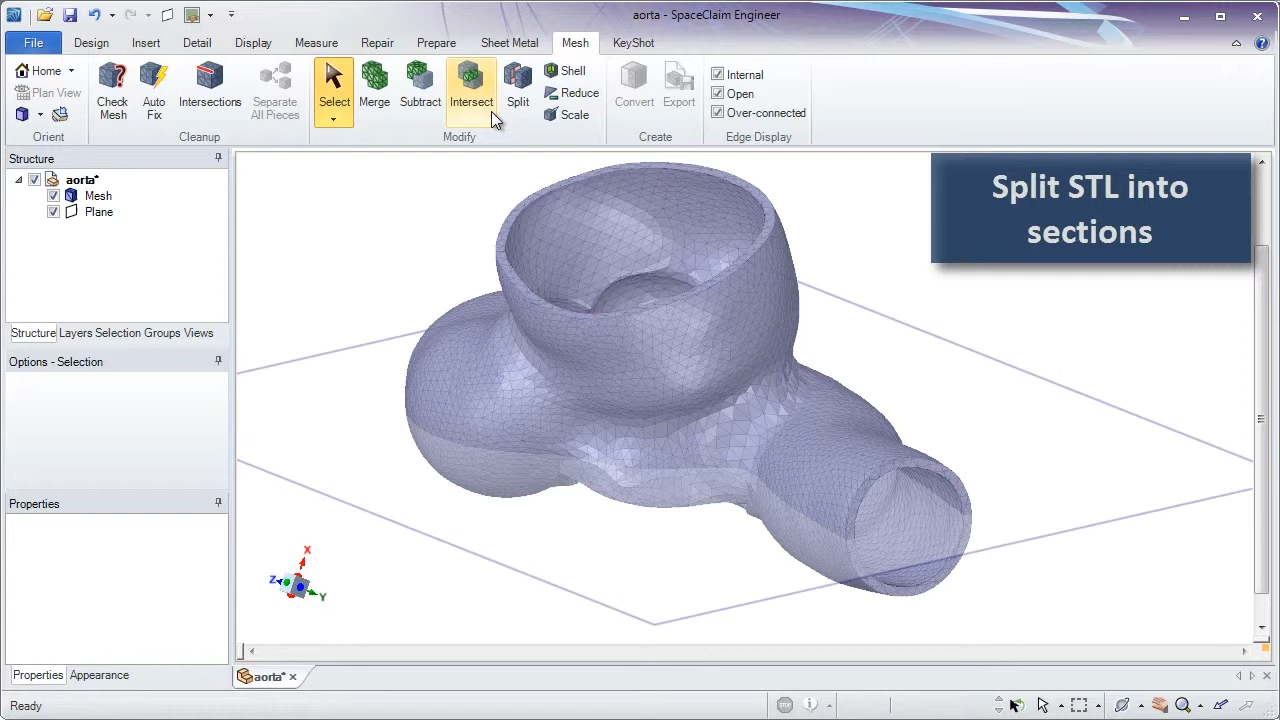 aorta - SpaceClaim Engineer
File Design Insert Detail Display Measure Repair Prepare Sheet Metal Mesh KeyShot
Home
Plan View
Orient
Check Mesh
Auto Fix
Intersections
Separate All Pieces
Cleanup
Select
Merge
Subtract
Intersect
Split
Shell
Reduce
Scale
Modify
Convert
Export
Create
Internal
Open
Over-connected
Edge Display
Structure
aorta*
Mesh
Plane
Structure Layers Selection Groups Views
Options - Selection
Properties
Properties Appearance
Split STL into
sections
X
Z
Y
aorta*
Ready
STOP